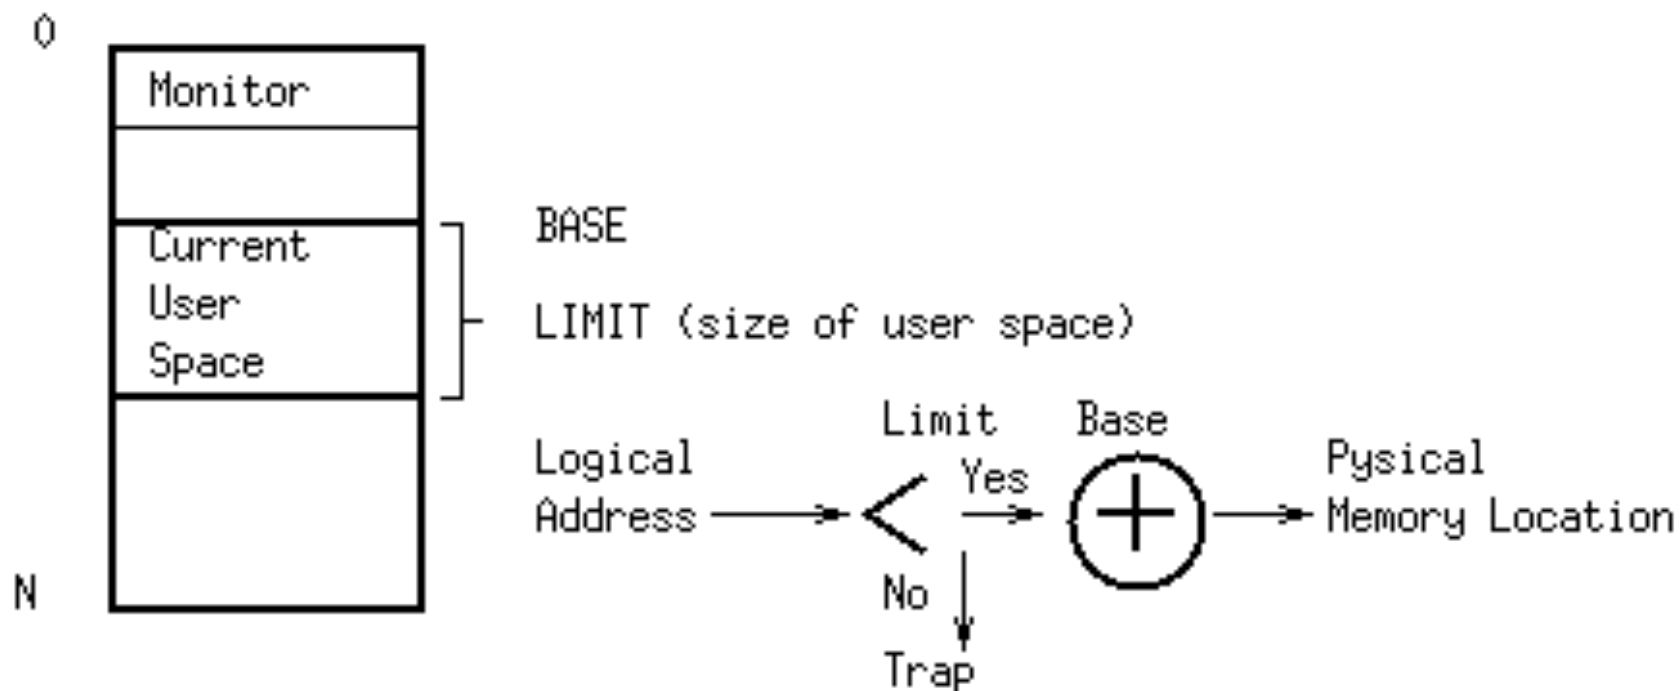 0
Monitor
Current
User
Space
N
BASE
LIMIT (size of user space)
Logical
Address
Limit
Yes
No
Trap
Base
Pysical
Memory Location